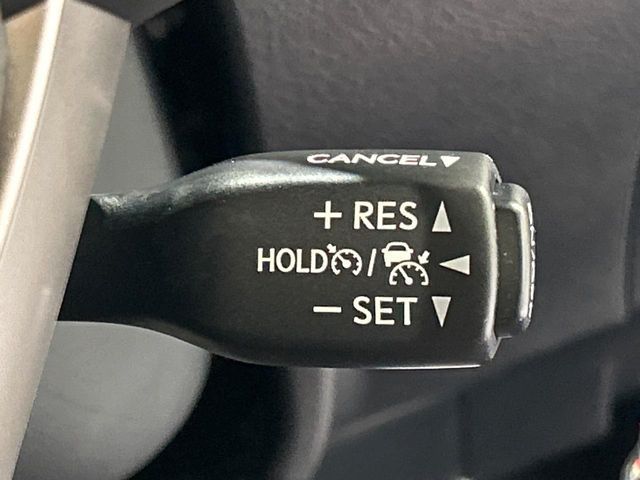 CANCEL▼
+ RES ▲
HOLD / ◀
− SET ▼